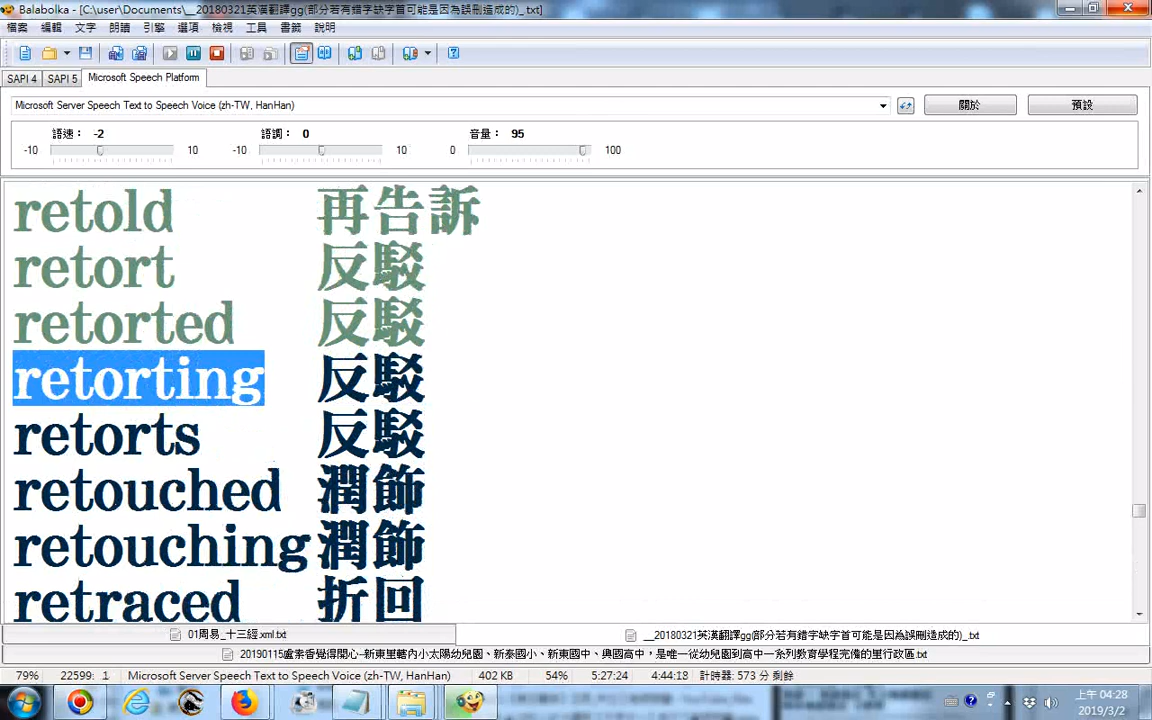 Balabolka - [C:\user\Documents\__20180321英漢翻譯gg(部分若有錯字缺字首可能是因為誤刪造成的)_.txt]
檔案 編輯 文字 朗讀 引擎 選項 檢視 工具 書籤 說明
SAPI 4 SAPI 5 Microsoft Speech Platform
Microsoft Server Speech Text to Speech Voice (zh-TW, HanHan) 關於 預設
語速： -2 語調： 0 音量： 95
-10 10 -10 10 0 100
retold 再告訴
retort 反駁
retorted 反駁
retorting 反駁
retorts 反駁
retouched 潤飾
retouching 潤飾
retraced 折回
01周易_十三經.xml.txt __20180321英漢翻譯gg(部分若有錯字缺字首可能是因為誤刪造成的)_.txt
20190115盧素香覺得開心-新東里轄內小太陽幼兒園、新泰國小、新東國中、興國高中，是唯一從幼兒園到高中一系列教育學程完備的里行政區.txt
79% 22599: 1 Microsoft Server Speech Text to Speech Voice (zh-TW, HanHan) 402 KB 54% 5:27:24 4:44:18 計時器: 573 分 剩餘
上午 04:28
2019/3/2